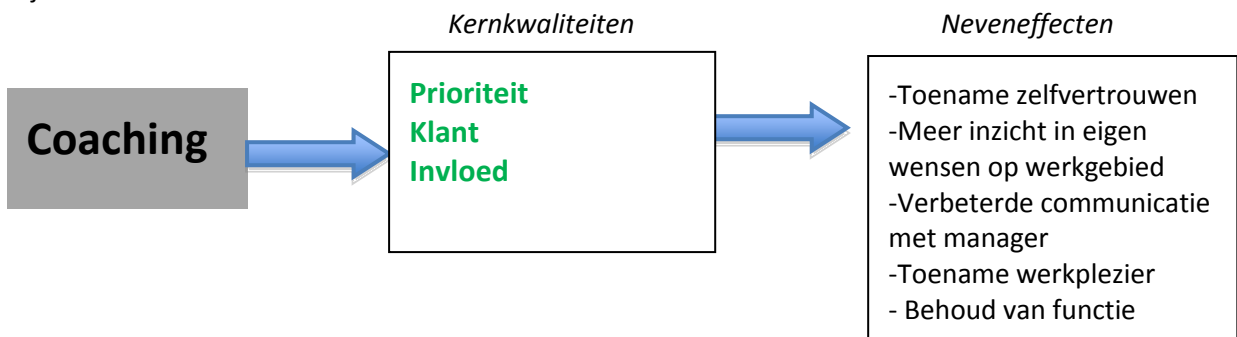 Kernkwaliteiten
Neveneffecten
Coaching
Prioriteit
Klant
Invloed
-Toename zelfvertrouwen
-Meer inzicht in eigen
wensen op werkgebied
-Verbeterde communicatie
met manager
-Toename werkplezier
- Behoud van functie